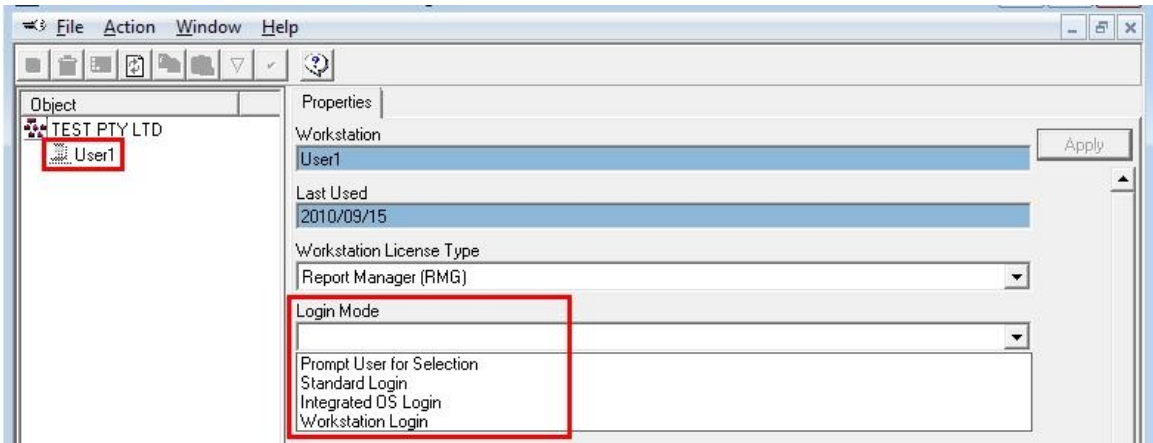 File Action Window Help
Object
TEST PTY LTD
User1
Properties
Workstation
User1
Apply
Last Used
2010/09/15
Workstation License Type
Report Manager (RMG)
Login Mode
Prompt User for Selection
Standard Login
Integrated OS Login
Workstation Login